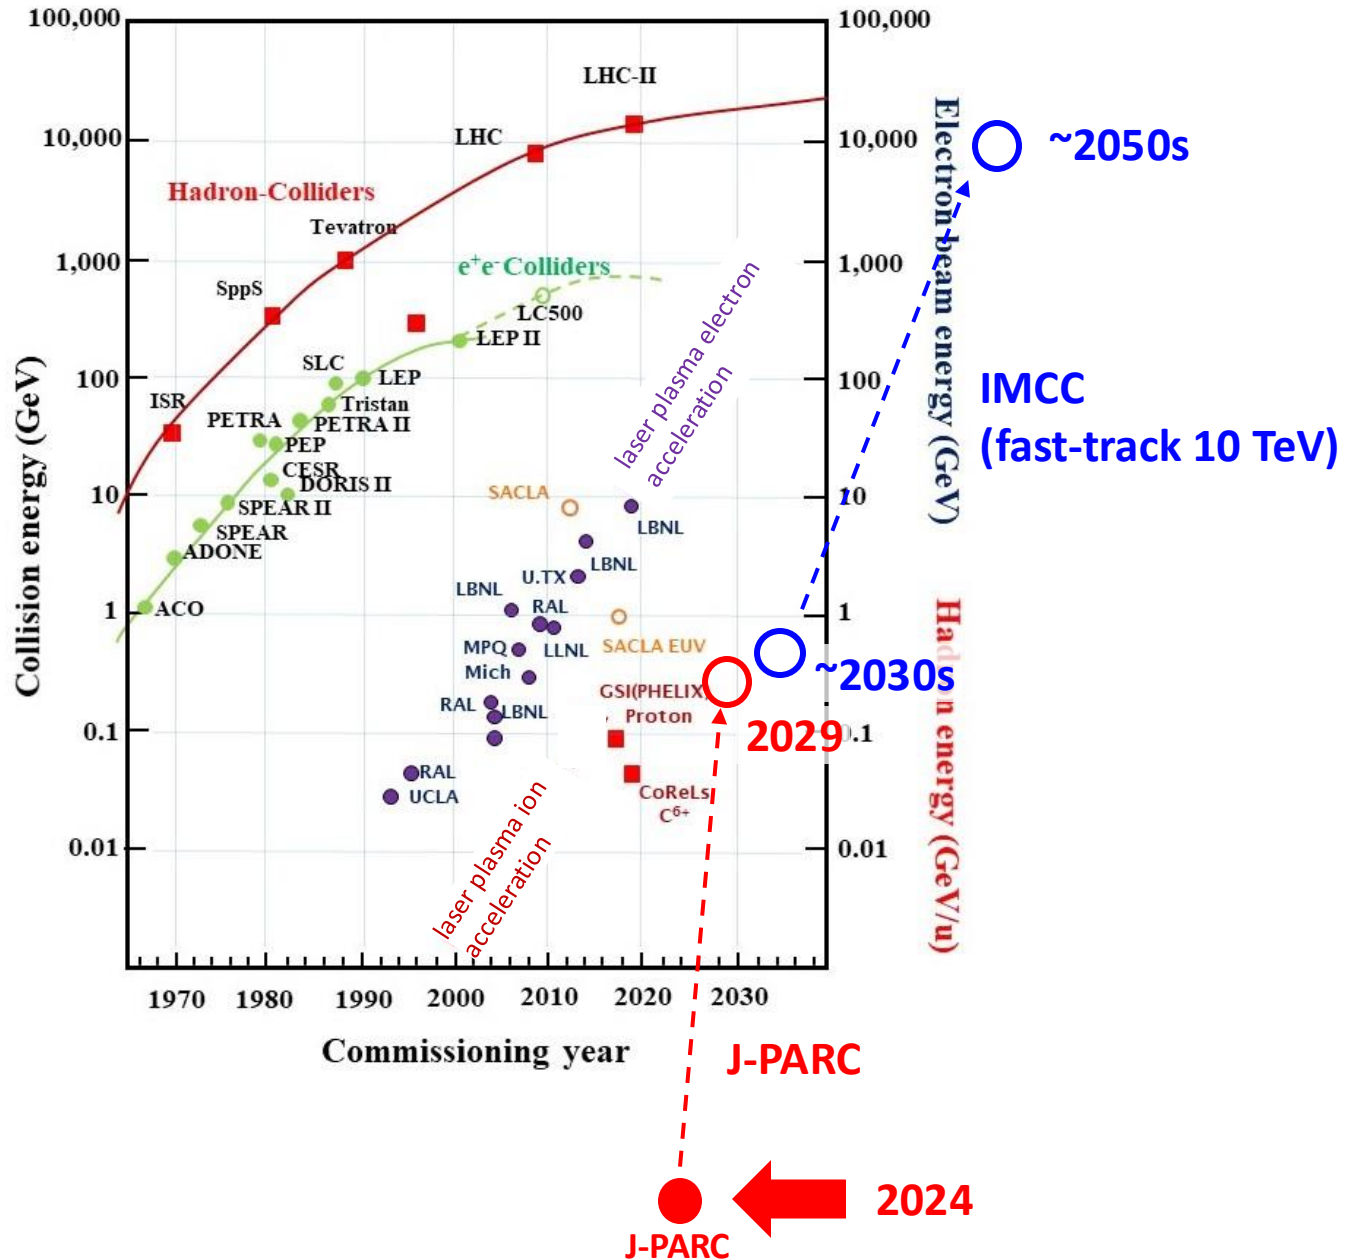 100,000
100,000
LHC-II
10,000
LHC
10,000
~2050s
Hadron-Colliders
Tevatron
1,000
e⁺e⁻Colliders
1,000
SppS
LC500
LEP II
SLC
100
LEP
100
IMCC
(fast-track 10 TeV)
ISR
Tristan
PETRA
PETRA II
PEP
CESR
DORIS II
10
SACLA
10
SPEAR II
LBNL
SPEAR
ADONE
LBNL
U.TX
LBNL
RAL
1
ACO
1
MPQ
LLNL
SACLA EUV
Mich
~2030s
GSI(PHELIX)
Proton
RAL
LBNL
0.1
2029
0.1
RAL
UCLA
CoReLs
C⁶⁺
0.01
0.01
laser plasma electron
acceleration
laser plasma ion
acceleration
Collision energy (GeV)
Electron beam energy (GeV)
Hadron energy (GeV/u)
1970 1980 1990 2000 2010 2020 2030
Commissioning year
J-PARC
2024
J-PARC